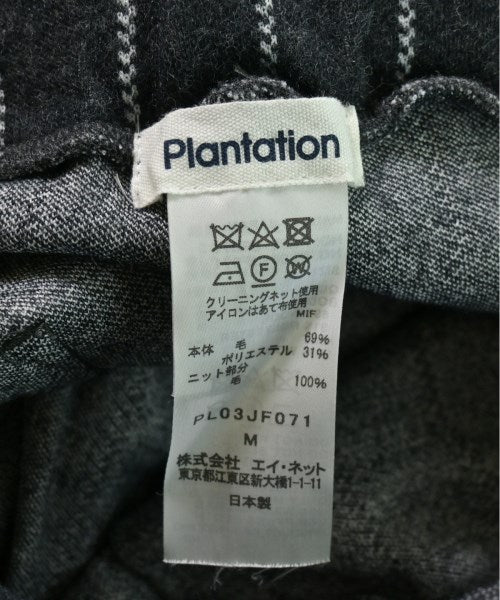 Plantation
クリーニングネット使用
アイロンはあて布使用
MIF
本体 毛 69%
ポリエステル 31%
ニット部分
毛 100%
PL03JF071
M
株式会社 エイ・ネット
東京都江東区新大橋1-1-11
日本製